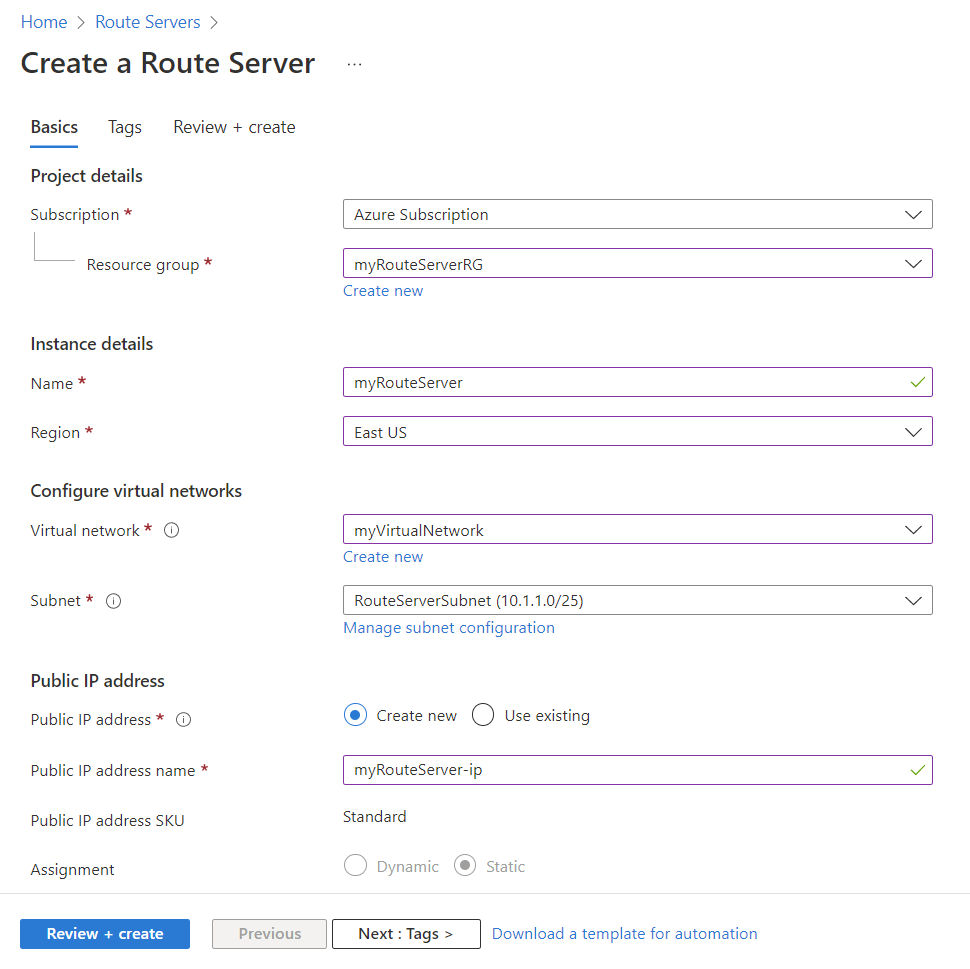 Home > Route Servers >
Create a Route Server ...
Basics Tags Review + create
Project details
Subscription * Azure Subscription
Resource group * myRouteServerRG
Create new
Instance details
Name * myRouteServer
Region * East US
Configure virtual networks
Virtual network * myVirtualNetwork
Create new
Subnet * RouteServerSubnet (10.1.1.0/25)
Manage subnet configuration
Public IP address
Public IP address * Create new Use existing
Public IP address name * myRouteServer-ip
Public IP address SKU Standard
Assignment Dynamic Static
Review + create Previous Next : Tags > Download a template for automation